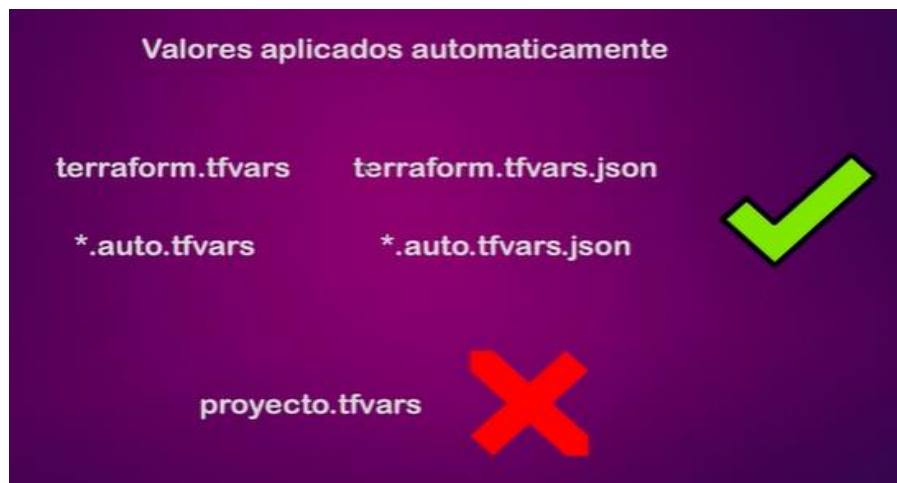 Valores aplicados automaticamente
terraform.tfvars terraform.tfvars.json
*.auto.tfvars *.auto.tfvars.json
proyecto.tfvars